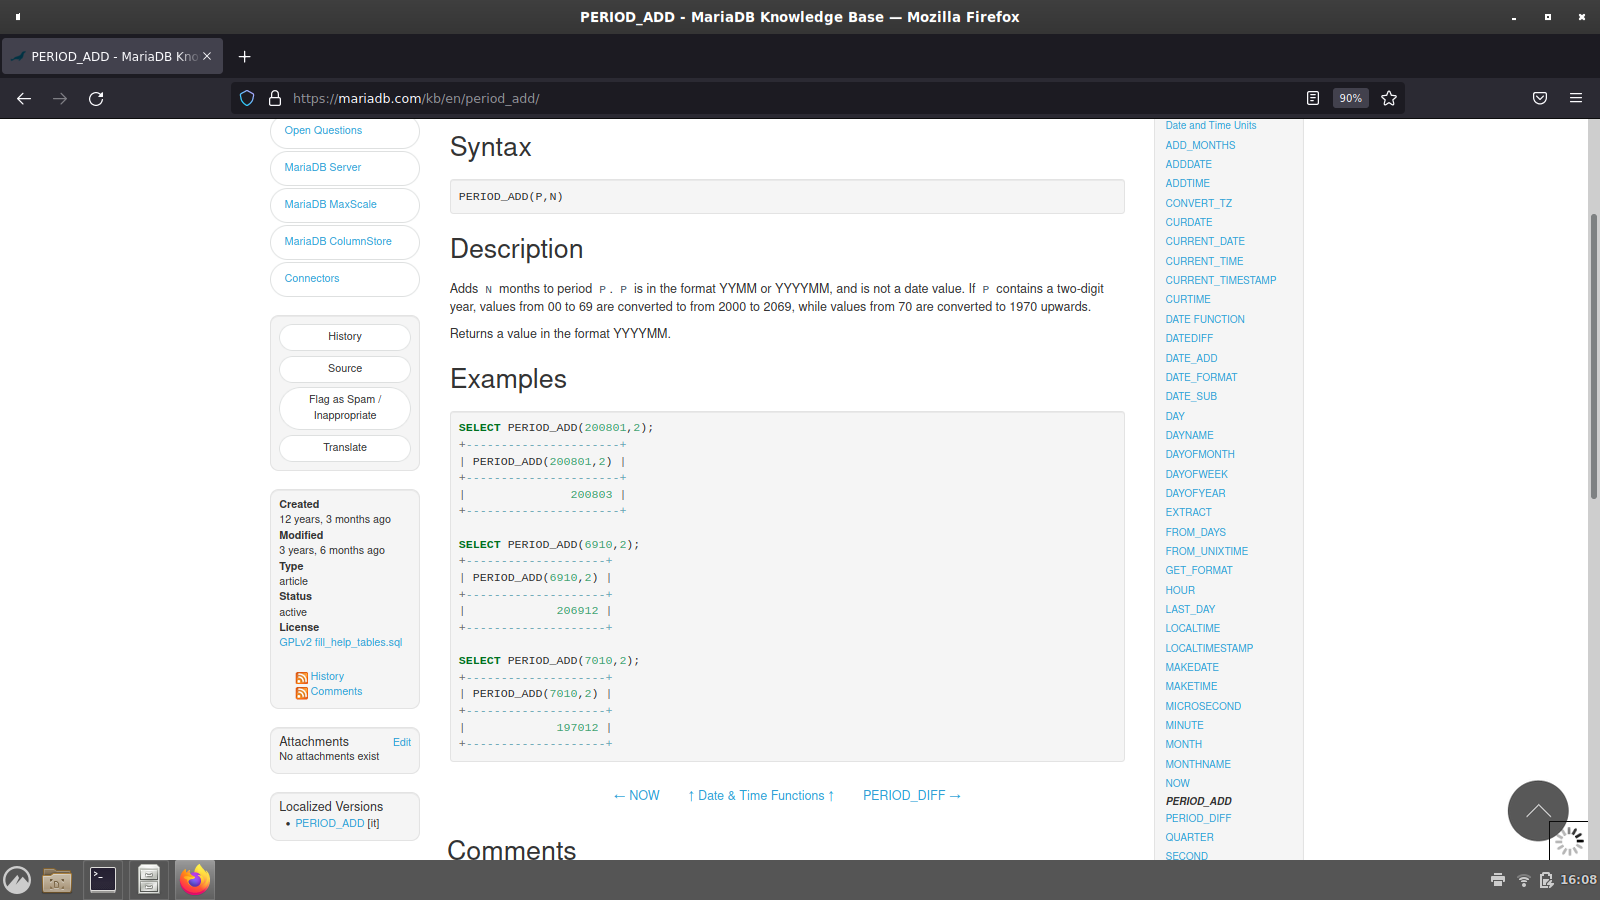 PERIOD_ADD - MariaDB Knowledge Base — Mozilla Firefox
PERIOD_ADD - MariaDB Kno
https://mariadb.com/kb/en/period_add/
90%
Open Questions
MariaDB Server
MariaDB MaxScale
MariaDB ColumnStore
Connectors
History
Source
Flag as Spam /
Inappropriate
Translate
Created
12 years, 3 months ago
Modified
3 years, 6 months ago
Type
article
Status
active
License
GPLv2 fill_help_tables.sql
History
Comments
Attachments Edit
No attachments exist
Localized Versions
• PERIOD_ADD [it]
Syntax
PERIOD_ADD(P,N)
Description
Adds N months to period P. P is in the format YYMM or YYYYMM, and is not a date value. If P contains a two-digit
year, values from 00 to 69 are converted to from 2000 to 2069, while values from 70 are converted to 1970 upwards.
Returns a value in the format YYYYMM.
Examples
SELECT PERIOD_ADD(200801,2);
+----------------------+
| PERIOD_ADD(200801,2) |
+----------------------+
|               200803 |
+----------------------+
SELECT PERIOD_ADD(6910,2);
+--------------------+
| PERIOD_ADD(6910,2) |
+--------------------+
|             206912 |
+--------------------+
SELECT PERIOD_ADD(7010,2);
+--------------------+
| PERIOD_ADD(7010,2) |
+--------------------+
|             197012 |
+--------------------+
← NOW ↑ Date & Time Functions ↑ PERIOD_DIFF →
Comments
Date and Time Units
ADD_MONTHS
ADDDATE
ADDTIME
CONVERT_TZ
CURDATE
CURRENT_DATE
CURRENT_TIME
CURRENT_TIMESTAMP
CURTIME
DATE FUNCTION
DATEDIFF
DATE_ADD
DATE_FORMAT
DATE_SUB
DAY
DAYNAME
DAYOFMONTH
DAYOFWEEK
DAYOFYEAR
EXTRACT
FROM_DAYS
FROM_UNIXTIME
GET_FORMAT
HOUR
LAST_DAY
LOCALTIME
LOCALTIMESTAMP
MAKEDATE
MAKETIME
MICROSECOND
MINUTE
MONTH
MONTHNAME
NOW
PERIOD_ADD
PERIOD_DIFF
QUARTER
SECOND
16:08